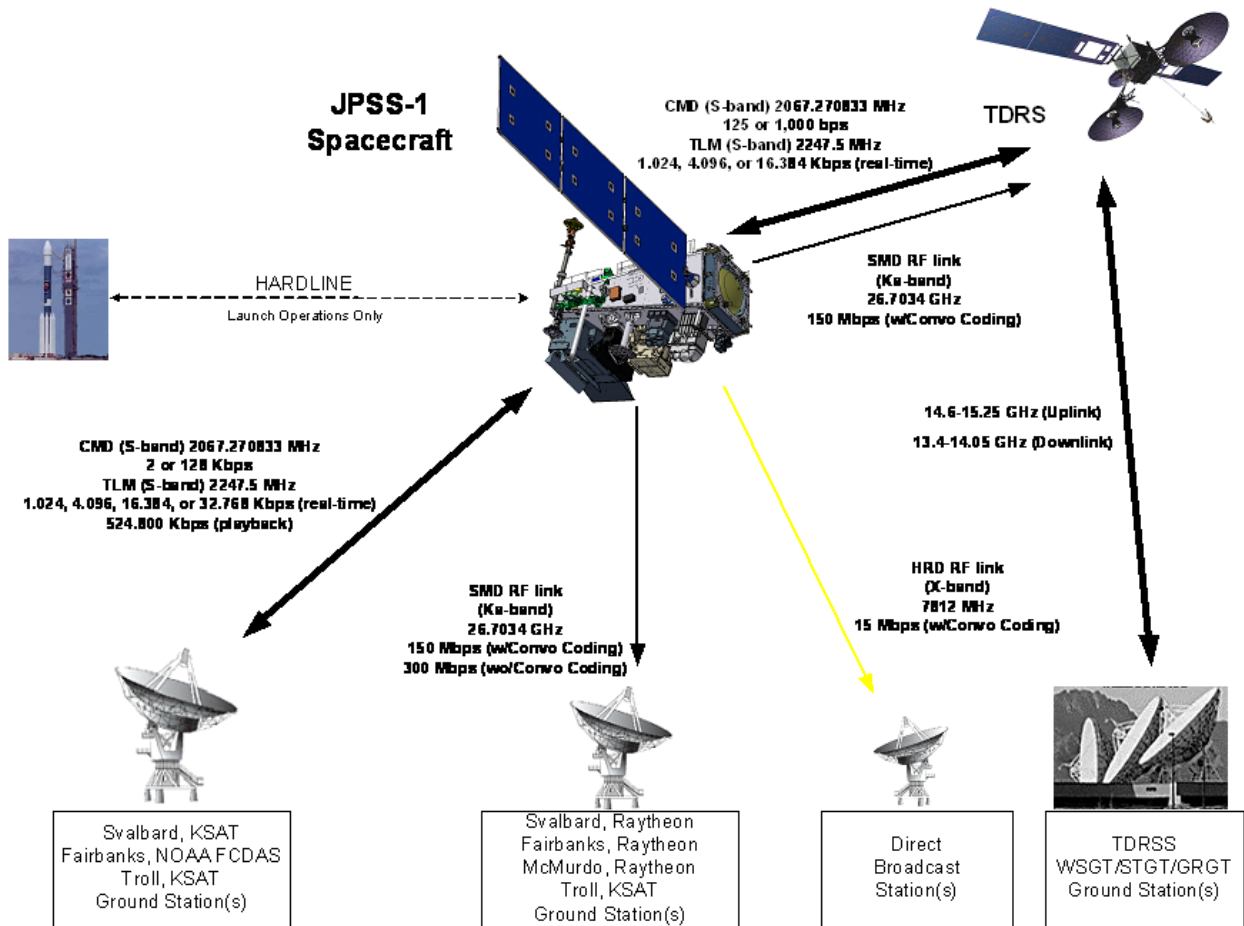 JPSS-1
Spacecraft
CMD (S-band) 2067.270833 MHz
125 or 1,000 bps
TLM (S-band) 2247.5 MHz
1.024, 4.096, or 16.384 Kbps (real-time)
TDRS
HARDLINE
Launch Operations Only
SMD RF link
(Ka-band)
26.7034 GHz
150 Mbps (w/Convo Coding)
CMD (S-band) 2067.270833 MHz
2 or 128 Kbps
TLM (S-band) 2247.5 MHz
1.024, 4.096, 16.384, or 32.768 Kbps (real-time)
524.800 Kbps (playback)
14.6-15.25 GHz (Uplink)
13.4-14.05 GHz (Downlink)
SMD RF link
(Ka-band)
26.7034 GHz
150 Mbps (w/Convo Coding)
300 Mbps (wo/Convo Coding)
HRD RF link
(X-band)
7812 MHz
15 Mbps (w/Convo Coding)
Svalbard, KSAT
Fairbanks, NOAA FCDAS
Troll, KSAT
Ground Station(s)
Svalbard, Raytheon
Fairbanks, Raytheon
McMurdo, Raytheon
Troll, KSAT
Ground Station(s)
Direct
Broadcast
Station(s)
TDRSS
WSGT/STGT/GRGT
Ground Station(s)